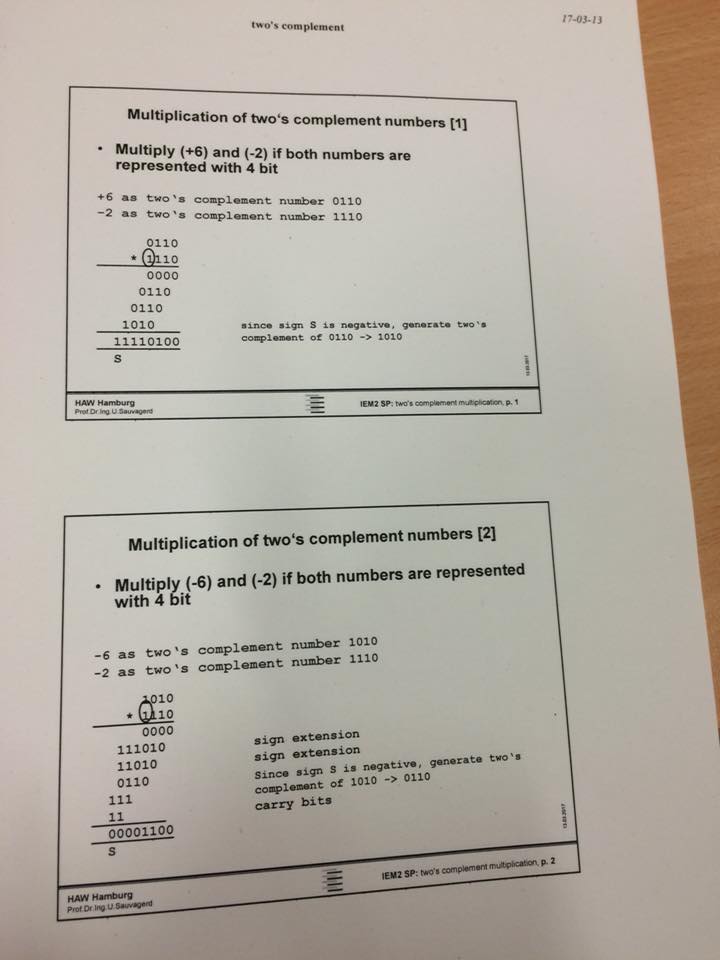 two's complement
17-03-13
Multiplication of two's complement numbers [1]
• Multiply (+6) and (-2) if both numbers are
represented with 4 bit
+6 as two's complement number 0110
-2 as two's complement number 1110
0110
* 1110
0000
0110
0110
1010 since sign S is negative, generate two's
11110100 complement of 0110 -> 1010
S
13.03.2017
HAW Hamburg
Prof.Dr.Ing.U.Sauvagerd
IEM2 SP: two's complement multiplication, p. 1
Multiplication of two's complement numbers [2]
• Multiply (-6) and (-2) if both numbers are represented
with 4 bit
-6 as two's complement number 1010
-2 as two's complement number 1110
1010
* 1110
0000
111010 sign extension
11010 sign extension
0110 Since sign S is negative, generate two's
complement of 1010 -> 0110
111 carry bits
11
00001100
S
13.03.2017
HAW Hamburg
Prof.Dr.Ing.U.Sauvagerd
IEM2 SP: two's complement multiplication, p. 2